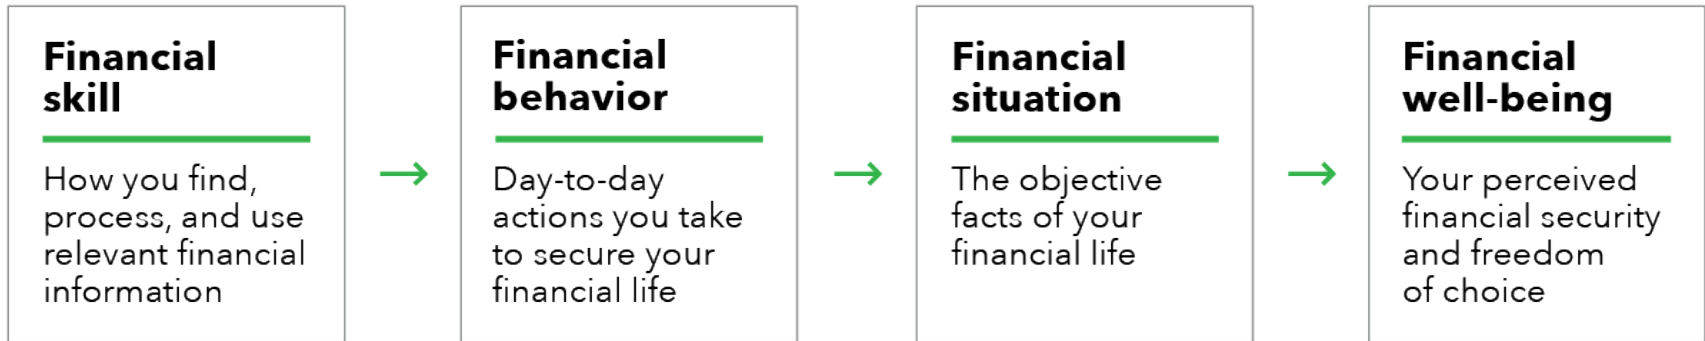 Financial
skill
How you find,
process, and use
relevant financial
information
→
Financial
behavior
Day-to-day
actions you take
to secure your
financial life
→
Financial
situation
The objective
facts of your
financial life
→
Financial
well-being
Your perceived
financial security
and freedom
of choice